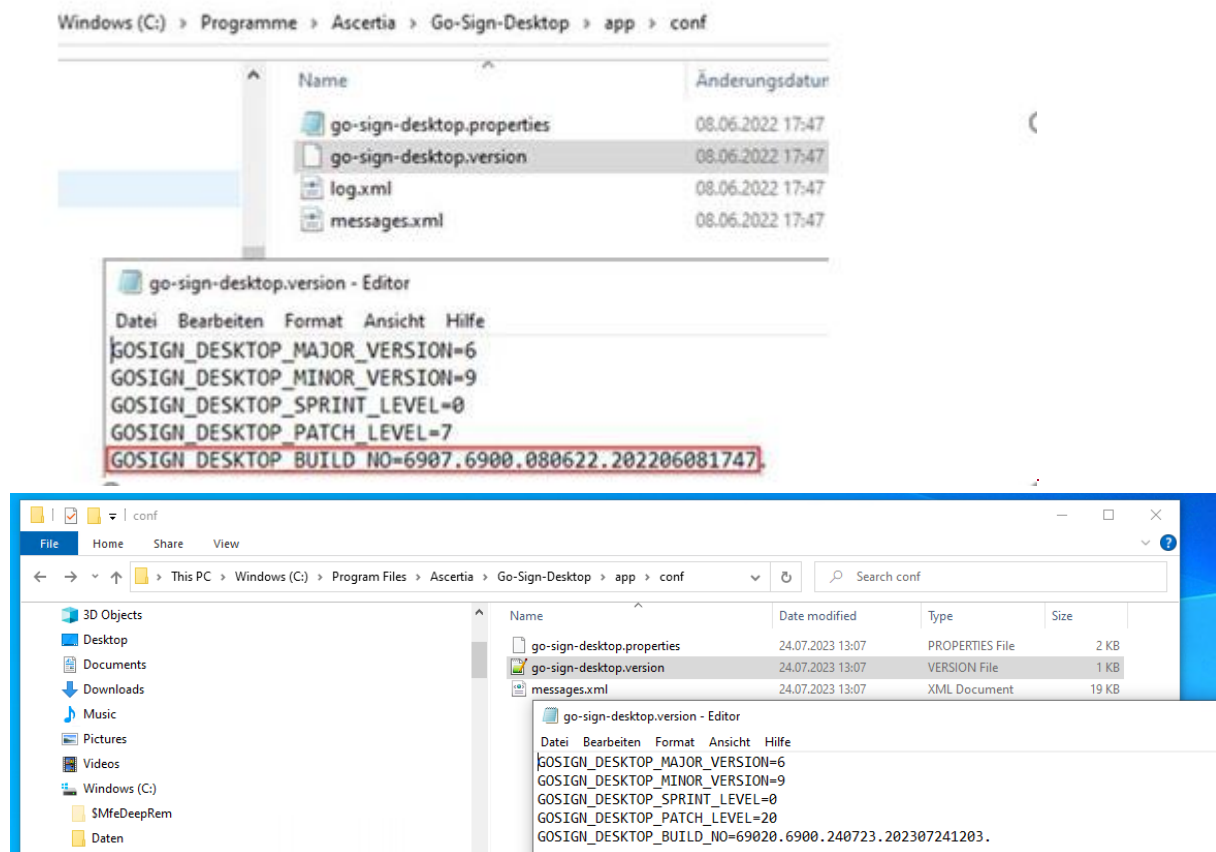 Windows (C:) > Programme > Ascertia > Go-Sign-Desktop > app > conf
Name Änderungsdatur
go-sign-desktop.properties 08.06.2022 17:47
go-sign-desktop.version 08.06.2022 17:47
log.xml 08.06.2022 17:47
messages.xml 08.06.2022 17:47
go-sign-desktop.version - Editor
Datei Bearbeiten Format Ansicht Hilfe
GOSIGN_DESKTOP_MAJOR_VERSION=6
GOSIGN_DESKTOP_MINOR_VERSION=9
GOSIGN_DESKTOP_SPRINT_LEVEL=0
GOSIGN_DESKTOP_PATCH_LEVEL=7
GOSIGN_DESKTOP_BUILD_NO=6907.6900.080622.202206081747.
conf
File Home Share View
> This PC > Windows (C:) > Program Files > Ascertia > Go-Sign-Desktop > app > conf Search conf
3D Objects
Name Date modified Type Size
Desktop
go-sign-desktop.properties 24.07.2023 13:07 PROPERTIES File 2 KB
Documents
go-sign-desktop.version 24.07.2023 13:07 VERSION File 1 KB
Downloads
messages.xml 24.07.2023 13:07 XML Document 19 KB
Music
Pictures
Videos
Windows (C:)
$MfeDeepRem
Daten
go-sign-desktop.version - Editor
Datei Bearbeiten Format Ansicht Hilfe
GOSIGN_DESKTOP_MAJOR_VERSION=6
GOSIGN_DESKTOP_MINOR_VERSION=9
GOSIGN_DESKTOP_SPRINT_LEVEL=0
GOSIGN_DESKTOP_PATCH_LEVEL=20
GOSIGN_DESKTOP_BUILD_NO=69020.6900.240723.202307241203.